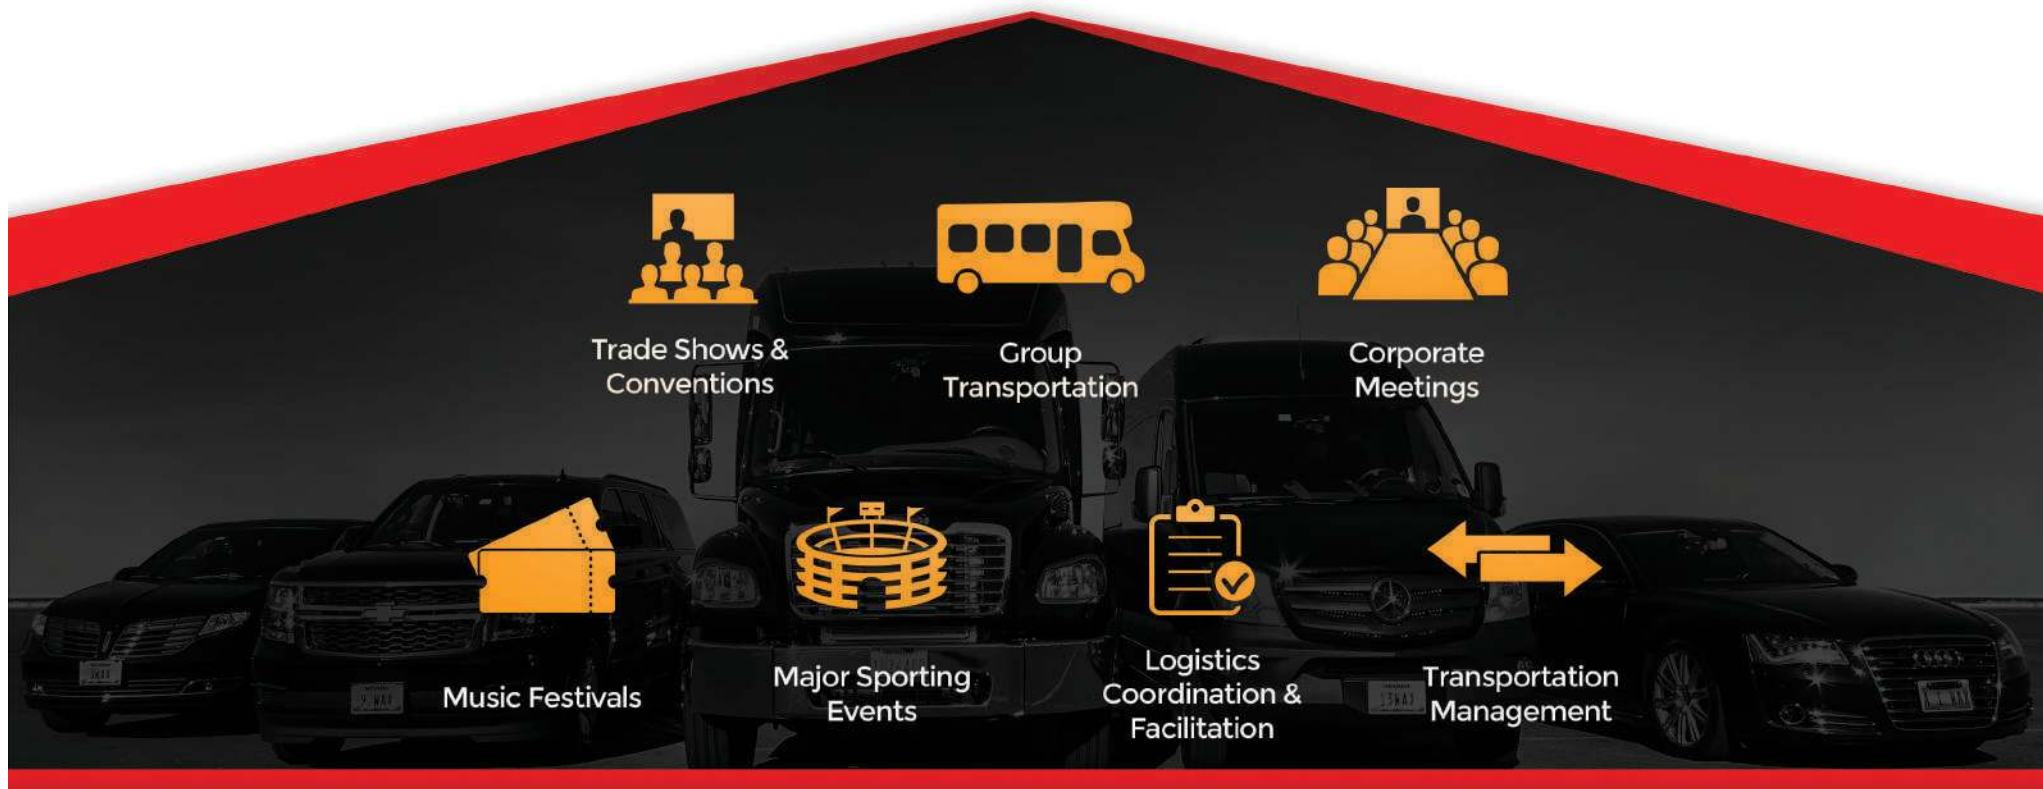 Trade Shows &
Conventions
Group
Transportation
Corporate
Meetings
Music Festivals
Major Sporting
Events
Logistics
Coordination &
Facilitation
Transportation
Management